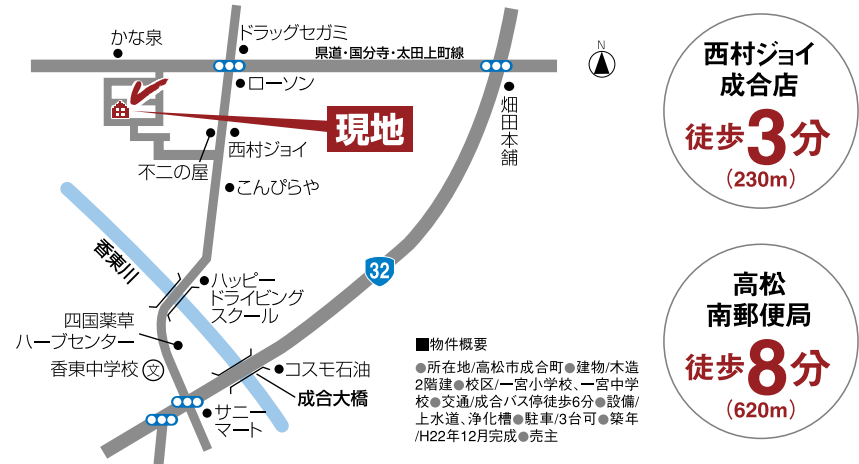 かな泉
ドラッグセガミ
県道・国分寺・太田上町線
N
ローソン
畑田本舗
現地
西村ジョイ
不二の屋
こんぴらや
香東川
32
ハッピー
ドライビング
スクール
四国薬草
ハーブセンター
香東中学校 文
コスモ石油
成合大橋
サニー
マート
西村ジョイ
成合店
徒歩3分
(230m)
高松
南郵便局
徒歩8分
(620m)
■物件概要
●所在地/高松市成合町●建物/木造
2階建●校区/一宮小学校、一宮中学
校●交通/成合バス停徒歩6分●設備/
上水道、浄化槽●駐車/3台可●築年
/H22年12月完成●売主